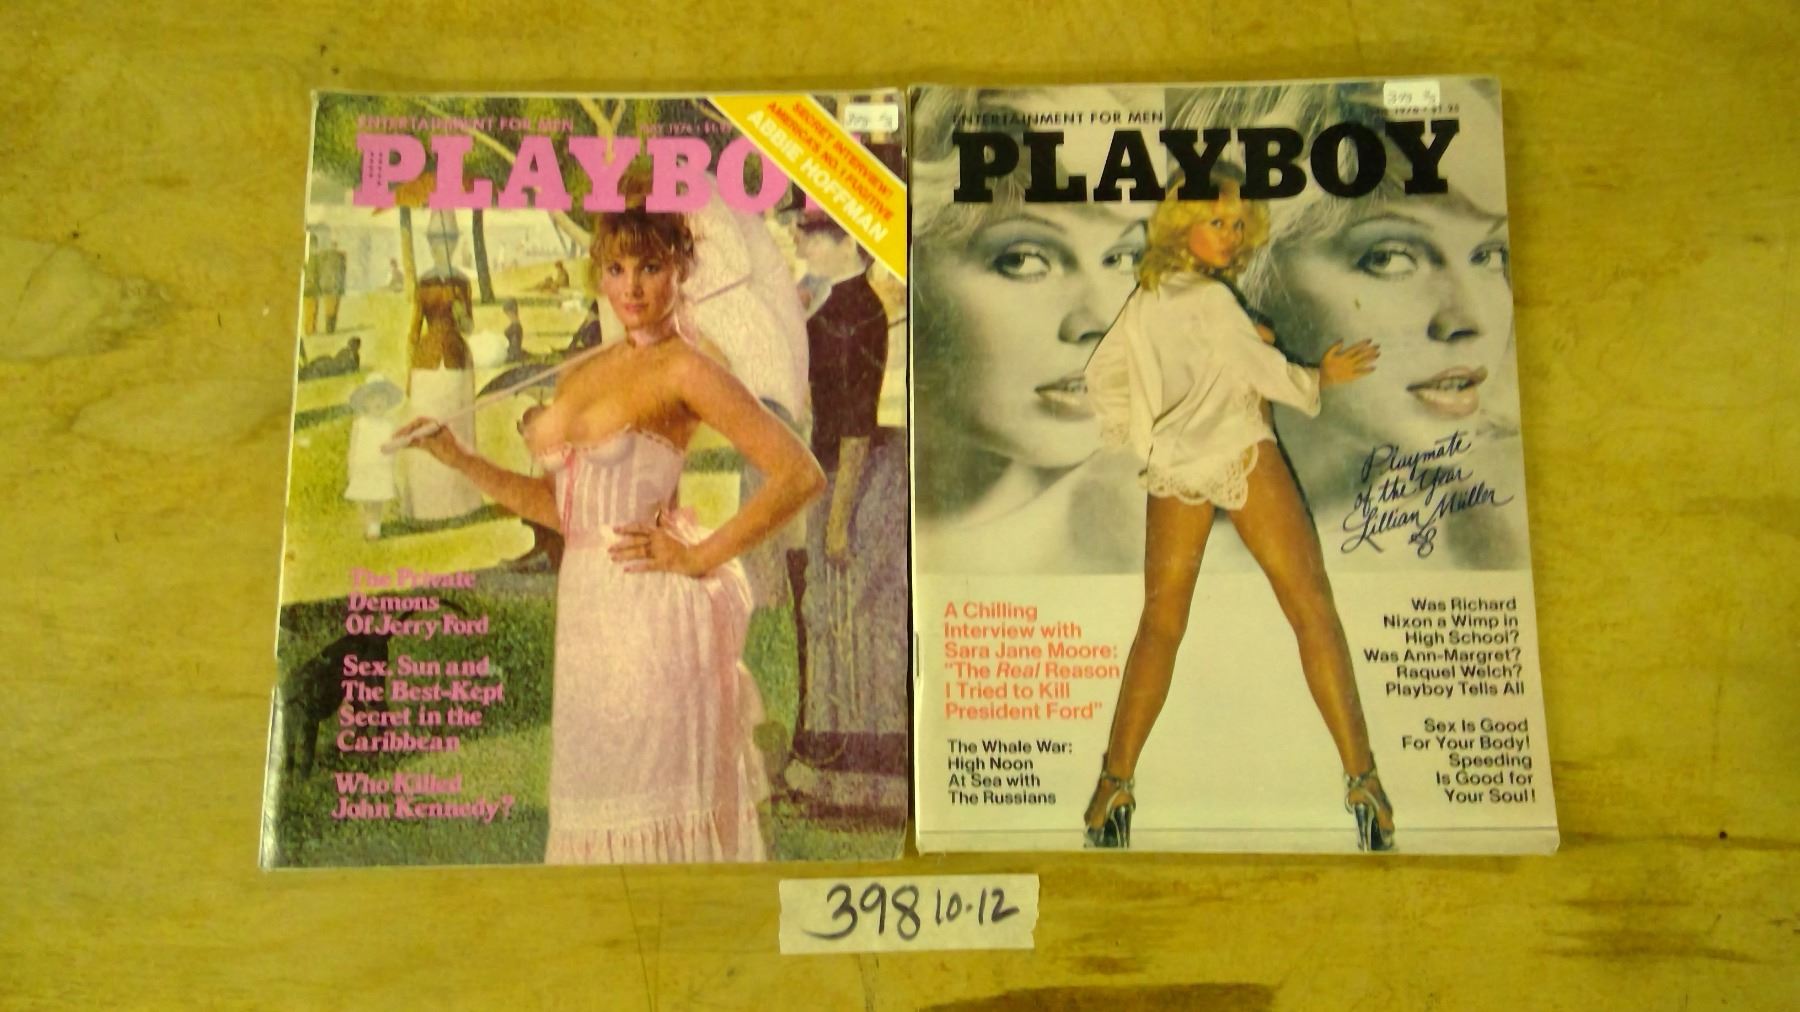 ENTERTAINMENT FOR MEN
MAY 1976 •
PLAYBO
SECRET INTERVIEW!
AMERICA'S NO. 1 FUGITIVE
ABBIE HOFFMAN
The Private
Demons
Of Jerry Ford
Sex, Sun and
The Best-Kept
Secret in the
Caribbean
Who Killed
John Kennedy?
ENTERTAINMENT FOR MEN
1976 • $1.25
PLAYBOY
Playmate
of the Year
Lillian Müller
A Chilling
Interview with
Sara Jane Moore:
"The Real Reason
I Tried to Kill
President Ford"
The Whale War:
High Noon
At Sea with
The Russians
Was Richard
Nixon a Wimp in
High School?
Was Ann-Margret?
Raquel Welch?
Playboy Tells All
Sex Is Good
For Your Body!
Speeding
Is Good for
Your Soul!
398 10-12